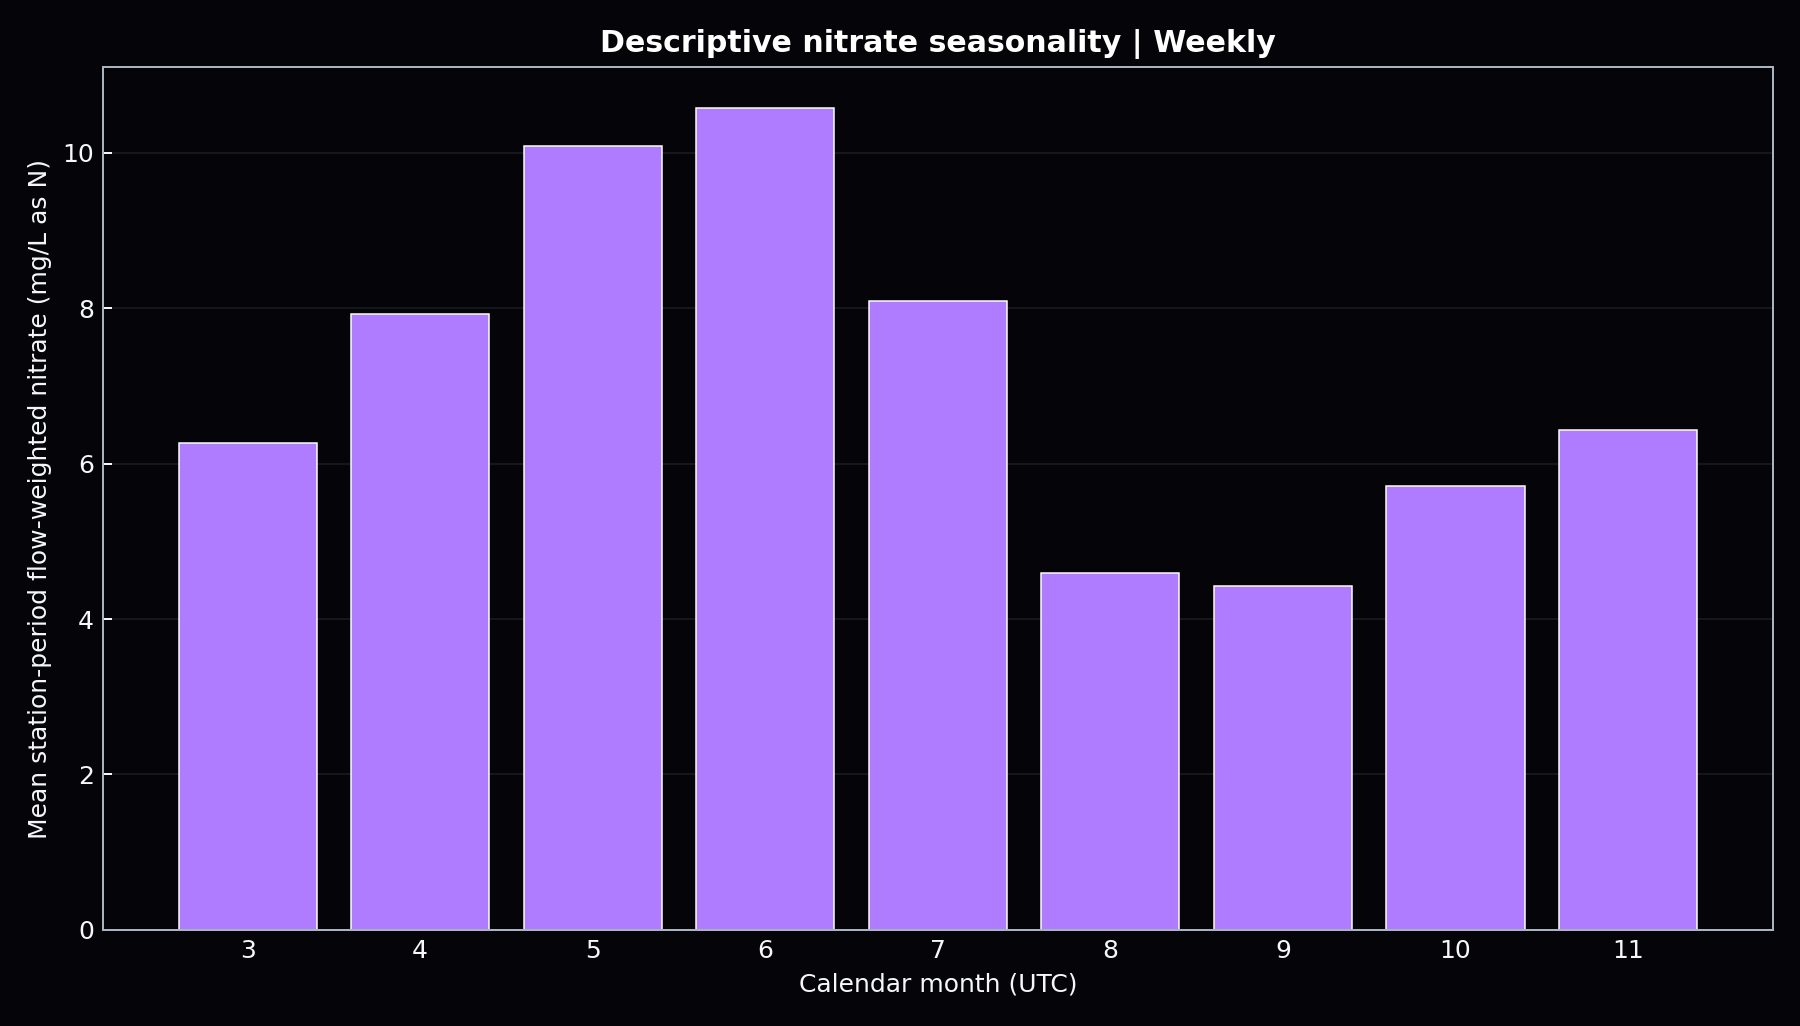 Descriptive nitrate seasonality | Weekly
Mean station-period flow-weighted nitrate (mg/L as N)
10
8
6
4
2
0
3 4 5 6 7 8 9 10 11
Calendar month (UTC)